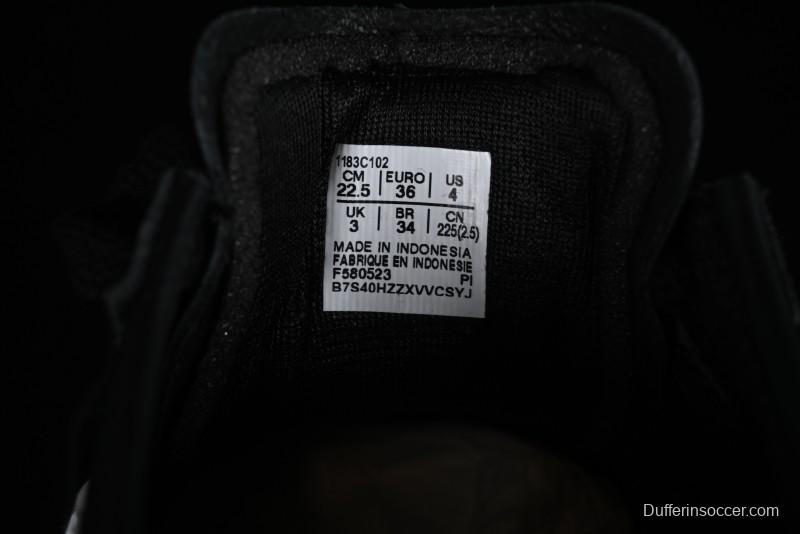 1183C102
CM | EURO | US
22.5 | 36 | 4
UK | BR | CN
3 | 34 | 225(2.5)
MADE IN INDONESIA
FABRIQUE EN INDONESIE
F580523 PI
B7S40HZZXVVCSYJ
Dufferinsoccer.com